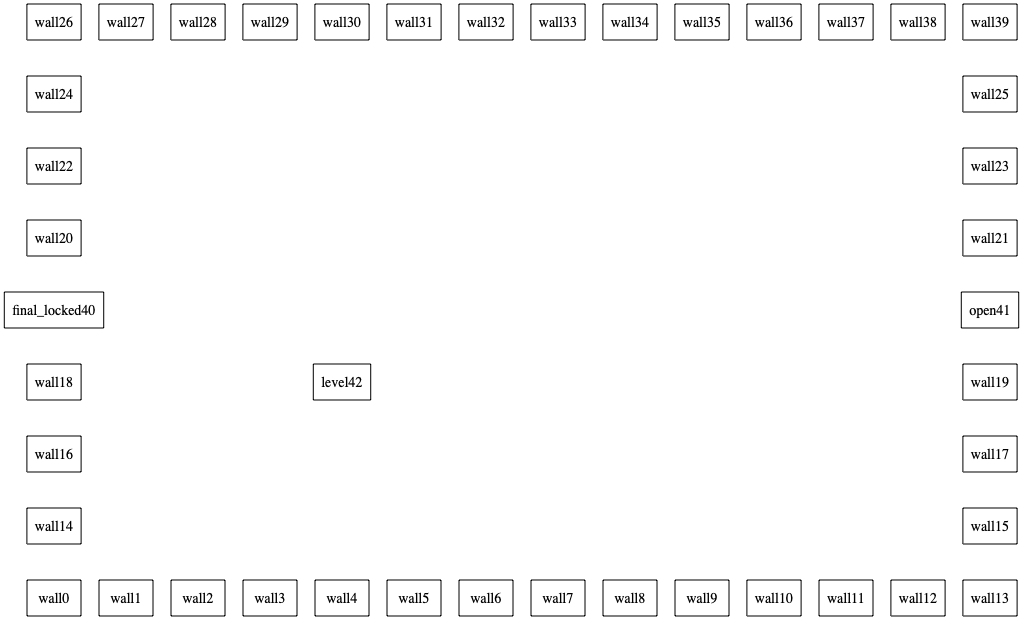 wall26 wall27 wall28 wall29 wall30 wall31 wall32 wall33 wall34 wall35 wall36 wall37 wall38 wall39
wall24 wall25
wall22 wall23
wall20 wall21
final_locked40 open41
wall18 level42 wall19
wall16 wall17
wall14 wall15
wall0 wall1 wall2 wall3 wall4 wall5 wall6 wall7 wall8 wall9 wall10 wall11 wall12 wall13